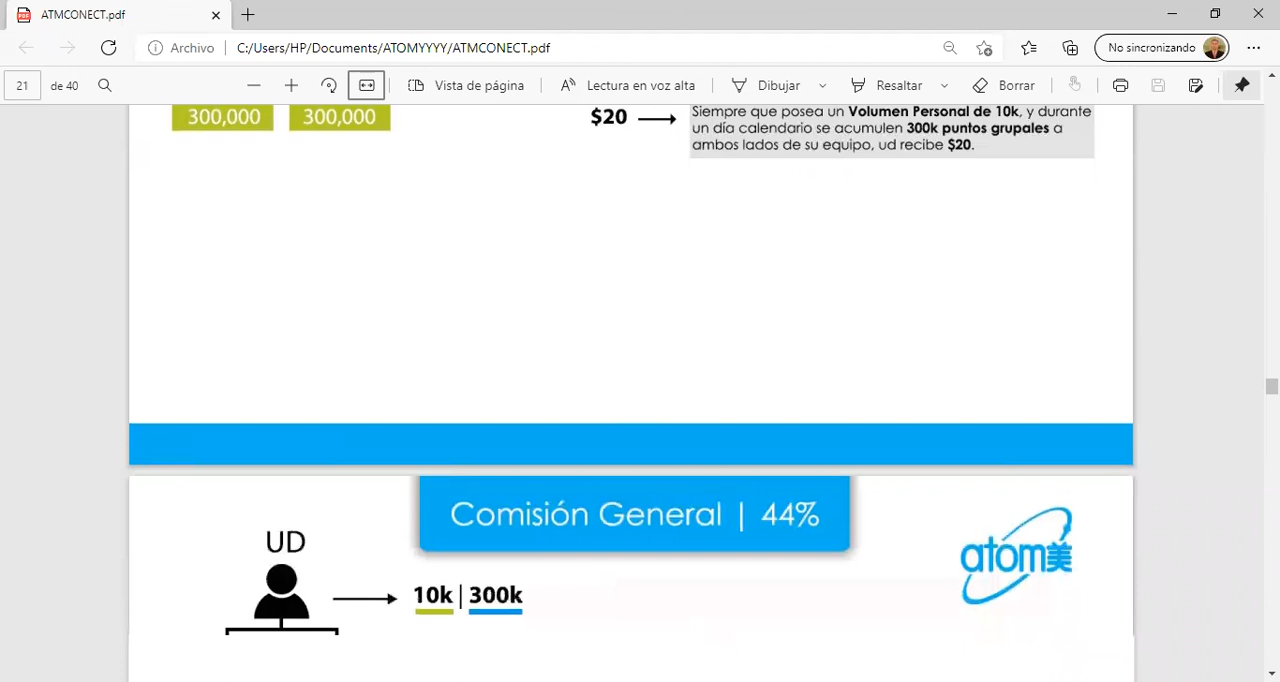 ATMCONECT.pdf
Archivo C:/Users/HP/Documents/ATOMYYYY/ATMCONECT.pdf No sincronizando
21 de 40 Vista de página Lectura en voz alta Dibujar Resaltar Borrar
300,000 300,000
$20
Siempre que posea un Volumen Personal de 10k, y durante
un día calendario se acumulen 300k puntos grupales a
ambos lados de su equipo, ud recibe $20.
Comisión General | 44%
UD
atom美
10k | 300k